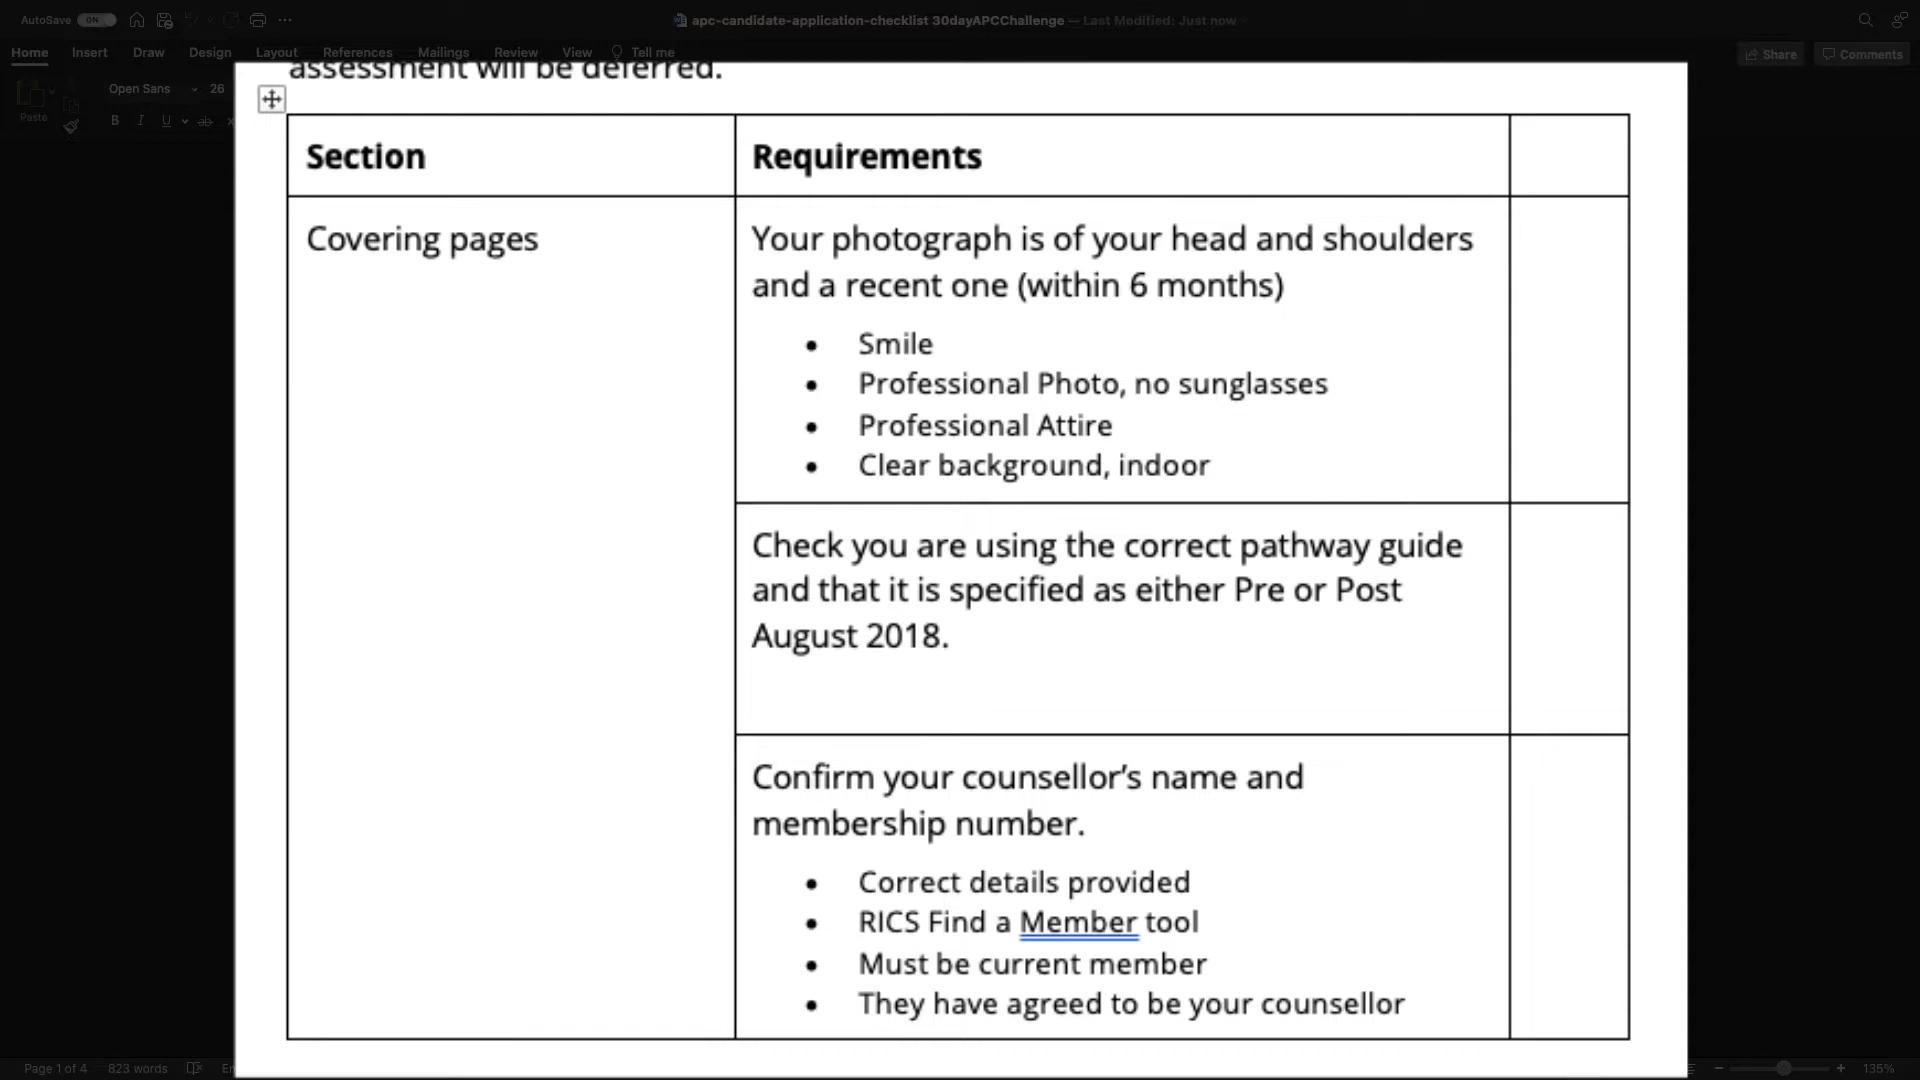 AutoSave ON apc-candidate-application-checklist 30dayAPCChallenge — Last Modified: Just now
Home Insert Draw Design Layout References Mailings Review View Tell me Share Comments
assessment will be deferred.
Open Sans 26
Paste B I U ab x
Section Requirements
Covering pages Your photograph is of your head and shoulders
and a recent one (within 6 months)
• Smile
• Professional Photo, no sunglasses
• Professional Attire
• Clear background, indoor
Check you are using the correct pathway guide
and that it is specified as either Pre or Post
August 2018.
Confirm your counsellor’s name and
membership number.
• Correct details provided
• RICS Find a Member tool
• Must be current member
• They have agreed to be your counsellor
Page 1 of 4 823 words 135%